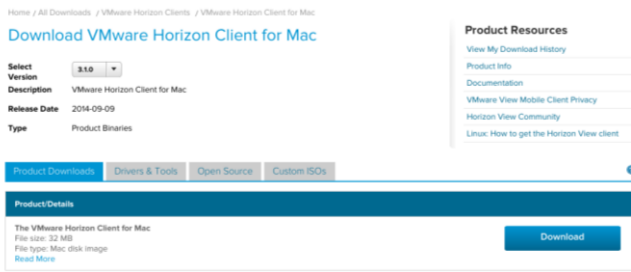 Home / All Downloads / VMware Horizon Clients / VMware Horizon Client for Mac
Download VMware Horizon Client for Mac
Select Version
3.1.0
Description VMware Horizon Client for Mac
Release Date 2014-09-09
Type Product Binaries
Product Resources
View My Download History
Product Info
Documentation
VMware View Mobile Client Privacy
Horizon View Community
Linux: How to get the Horizon View client
Product Downloads Drivers & Tools Open Source Custom ISOs
Product/Details
The VMware Horizon Client for Mac
File size: 32 MB
File type: Mac disk image
Read More
Download